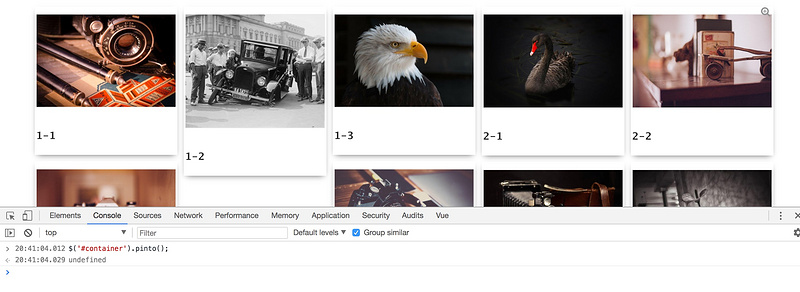 1-1
1-2
1-3
2-1
2-2
Elements Console Sources Network Performance Memory Application Security Audits Vue
top Filter Default levels Group similar
20:41:04.012 $("#container").pinto();
20:41:04.029 undefined